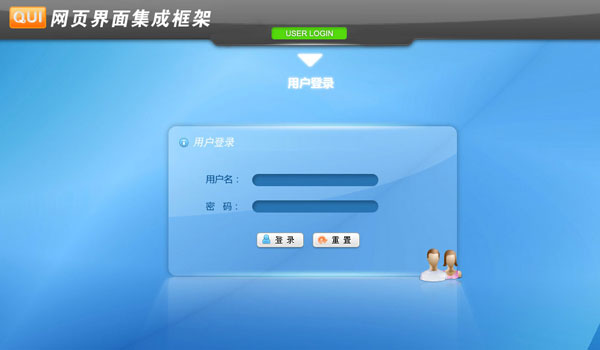 QUI 网页界面集成框架
USER LOGIN
用户登录
用户登录
用户名：
密 码：
登 录 重 置